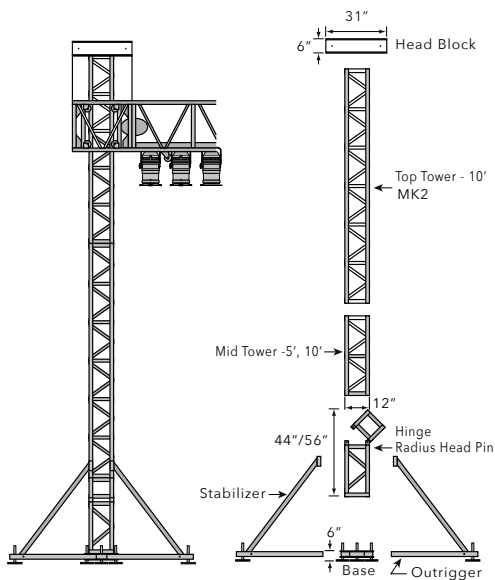 31”
6” Head Block
Top Tower - 10’
MK2
Mid Tower -5’, 10’
12”
44”/56”
Hinge
Radius Head Pin
Stabilizer
6”
Base
Outrigger